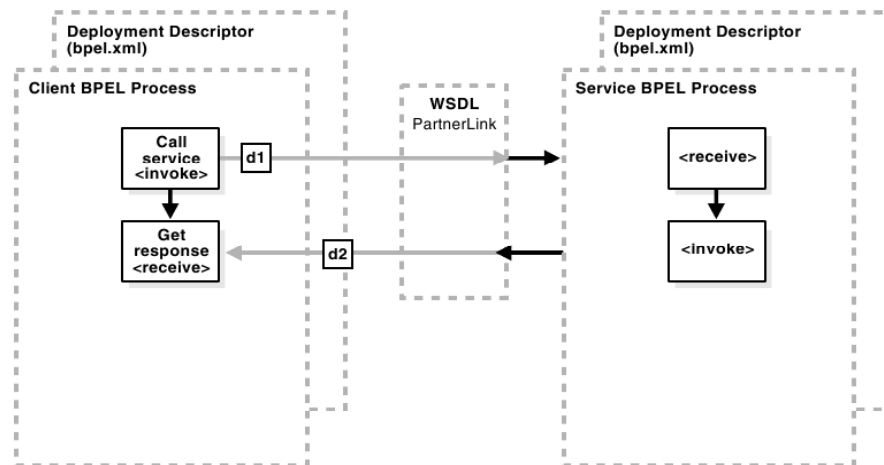 Deployment Descriptor
(bpel.xml)
Client BPEL Process
Call
service
<invoke>
d1
Get
response
<receive>
d2
WSDL
PartnerLink
Deployment Descriptor
(bpel.xml)
Service BPEL Process
<receive>
<invoke>